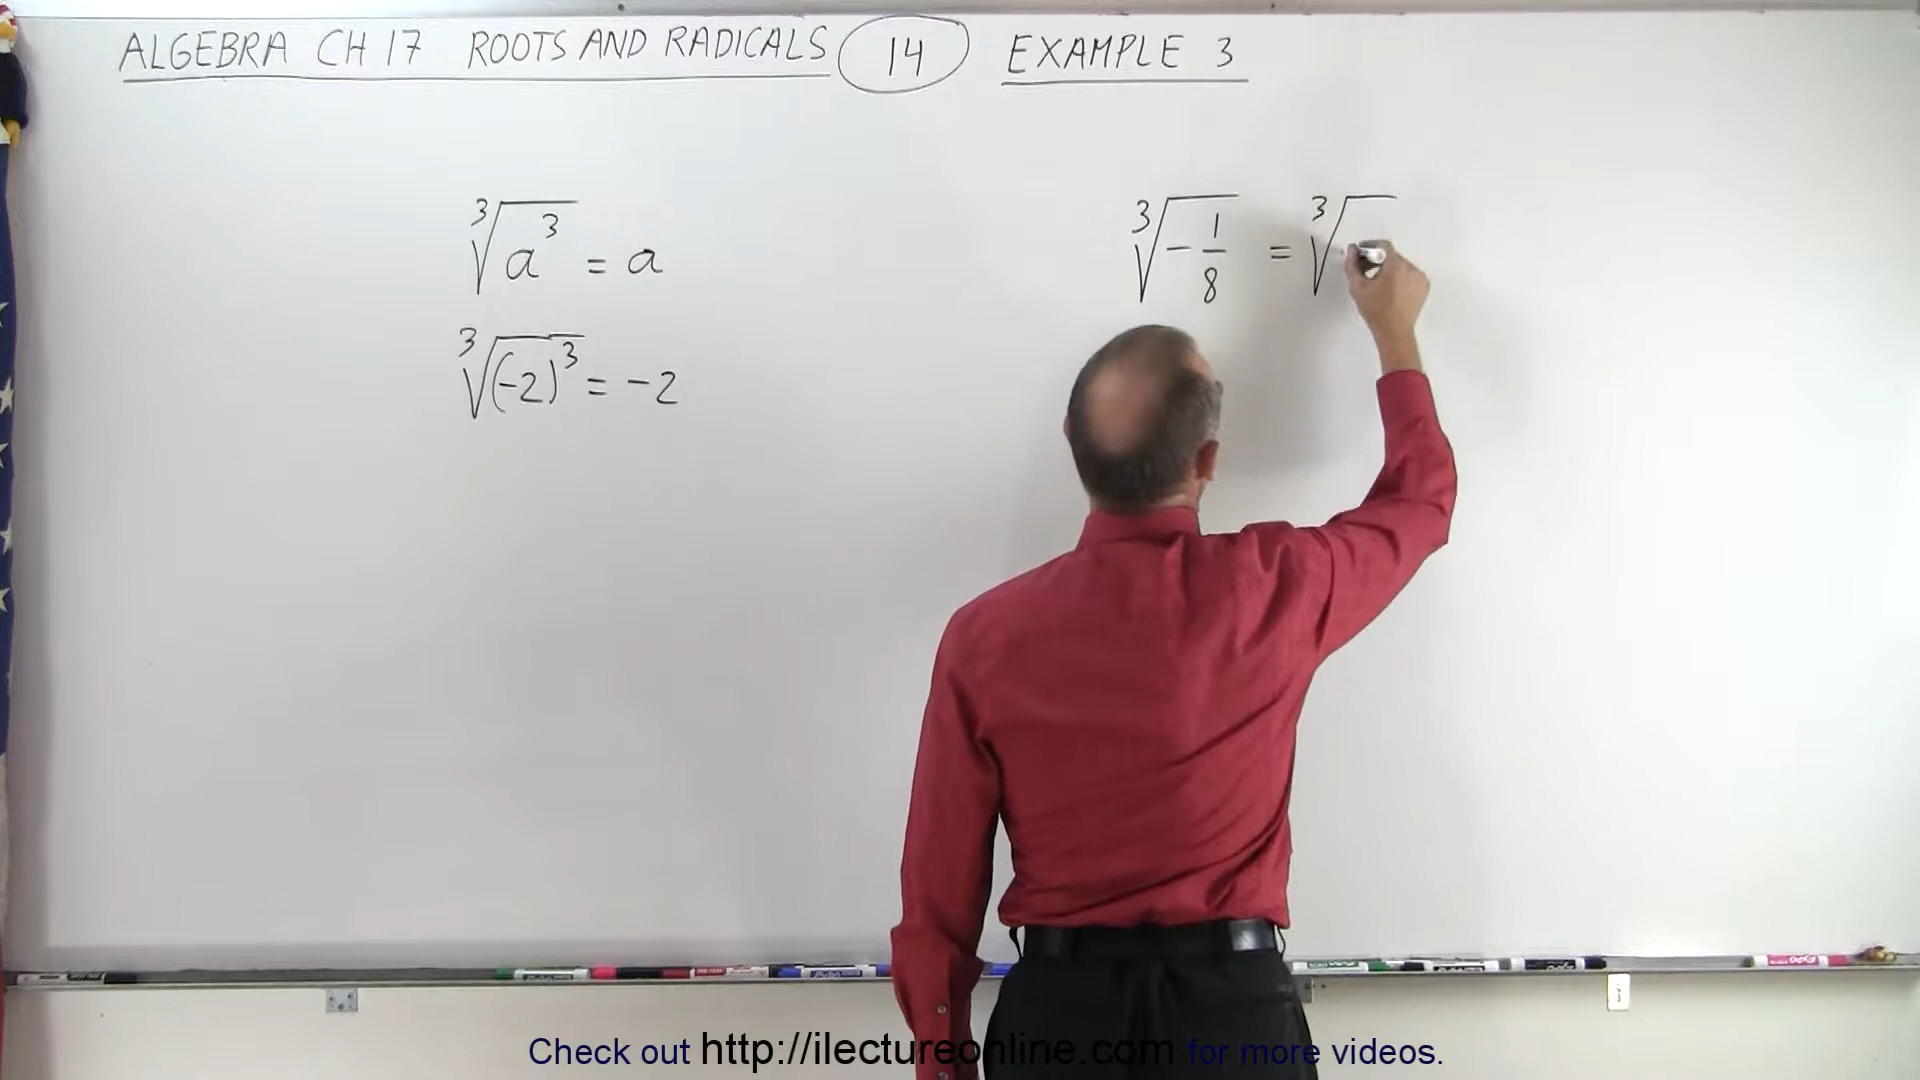 ALGEBRA CH 17 ROOTS AND RADICALS 14 EXAMPLE 3
∛a³ = a
∛(-2)³ = -2
∛-1/8 = ∛
Check out http://ilectureonline.com for more videos.